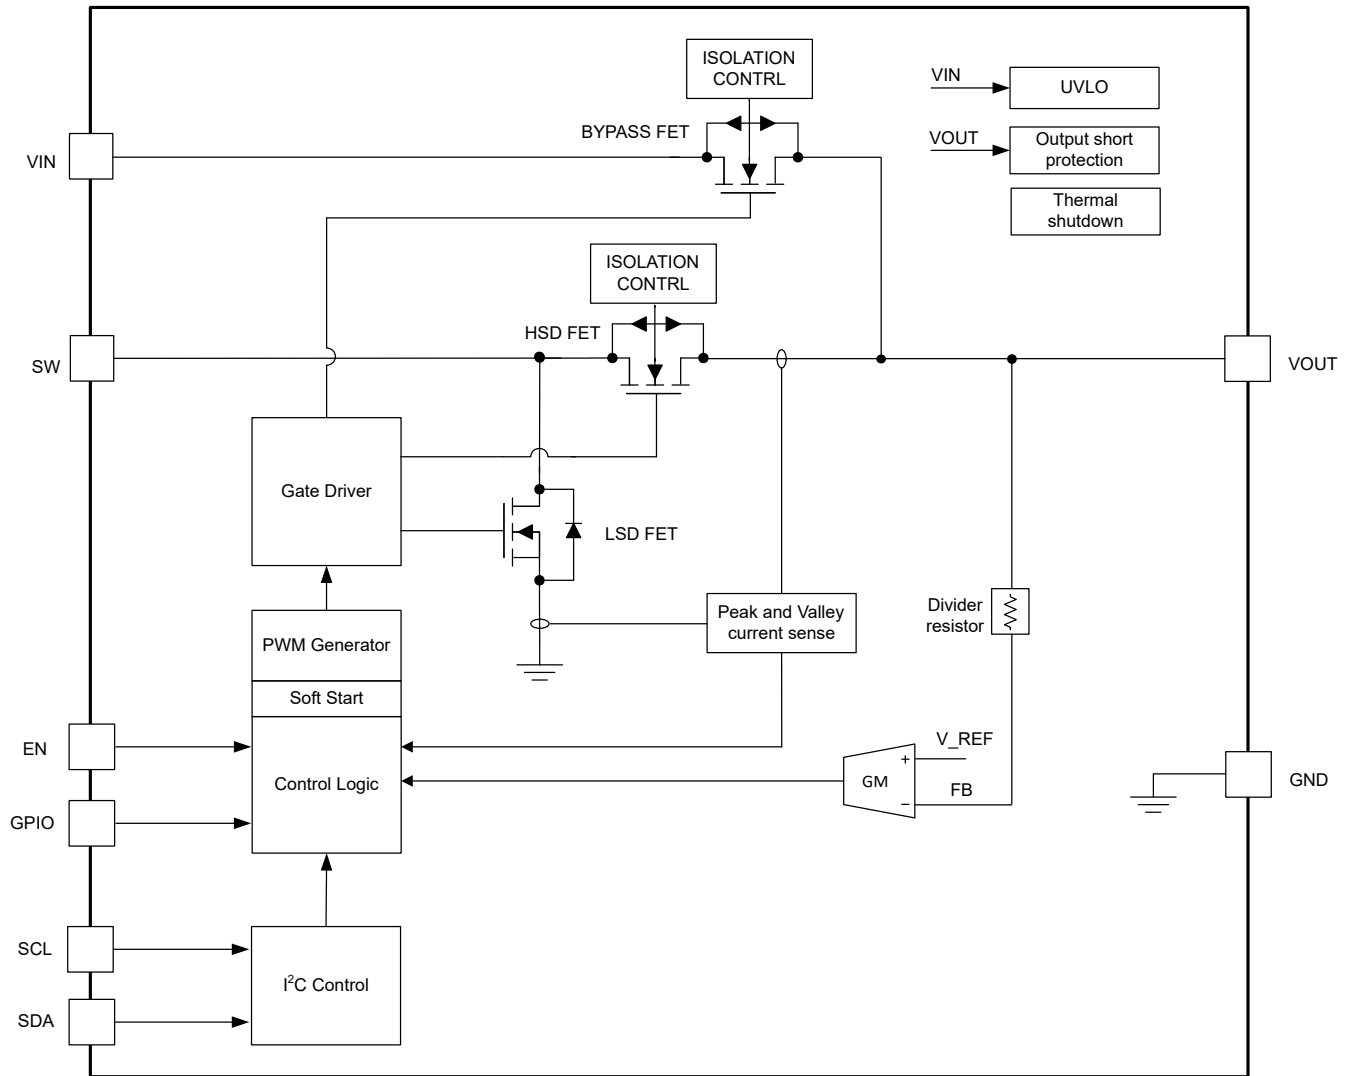 ISOLATION
CONTRL
VIN
UVLO
BYPASS FET
VOUT
Output short
protection
VIN
Thermal
shutdown
ISOLATION
CONTRL
HSD FET
SW
VOUT
Gate Driver
LSD FET
Peak and Valley
current sense
Divider
resistor
PWM Generator
Soft Start
EN
V_REF
+
Control Logic
GM
FB
−
GND
GPIO
SCL
I²C Control
SDA